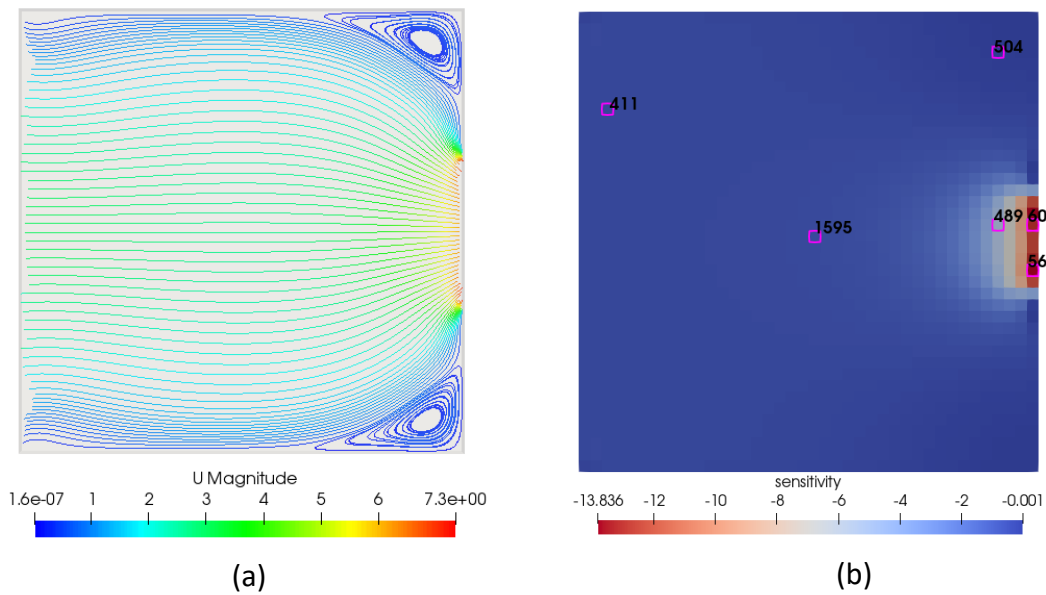 U Magnitude
1.6e-07 1 2 3 4 5 6 7.3e+00
(a)
504
411
489 60
1595
56
sensitivity
-13.836 -12 -10 -8 -6 -4 -2 -0.001
(b)